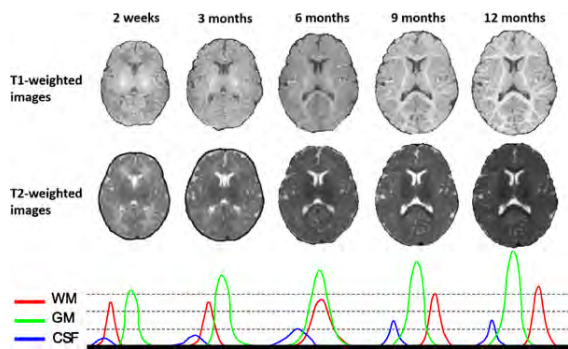 2 weeks 3 months 6 months 9 months 12 months
T1-weighted
images
T2-weighted
images
WM
GM
CSF